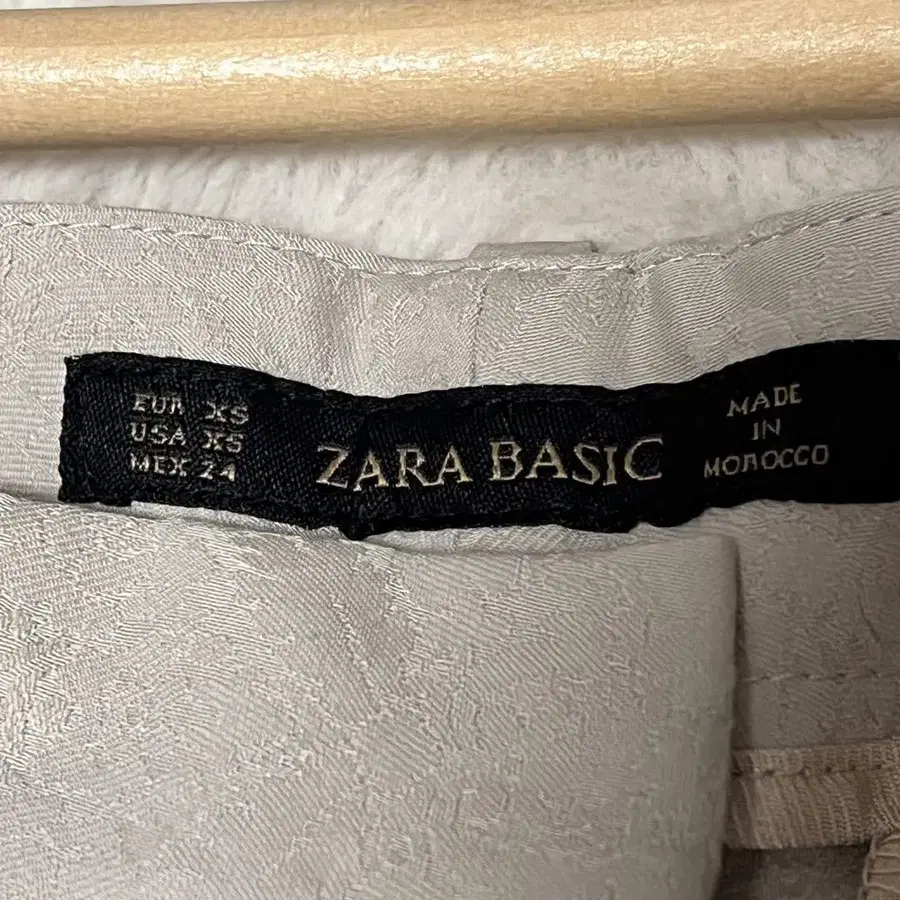 EUR XS
USA XS
MEX 24
ZARA BASIC
MADE
IN
MOROCCO